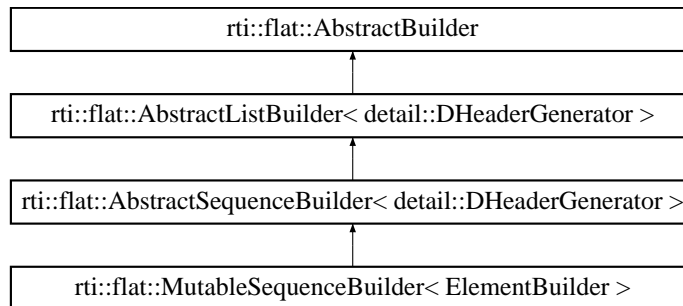 rti::flat::AbstractBuilder
rti::flat::AbstractListBuilder< detail::DHeaderGenerator >
rti::flat::AbstractSequenceBuilder< detail::DHeaderGenerator >
rti::flat::MutableSequenceBuilder< ElementBuilder >